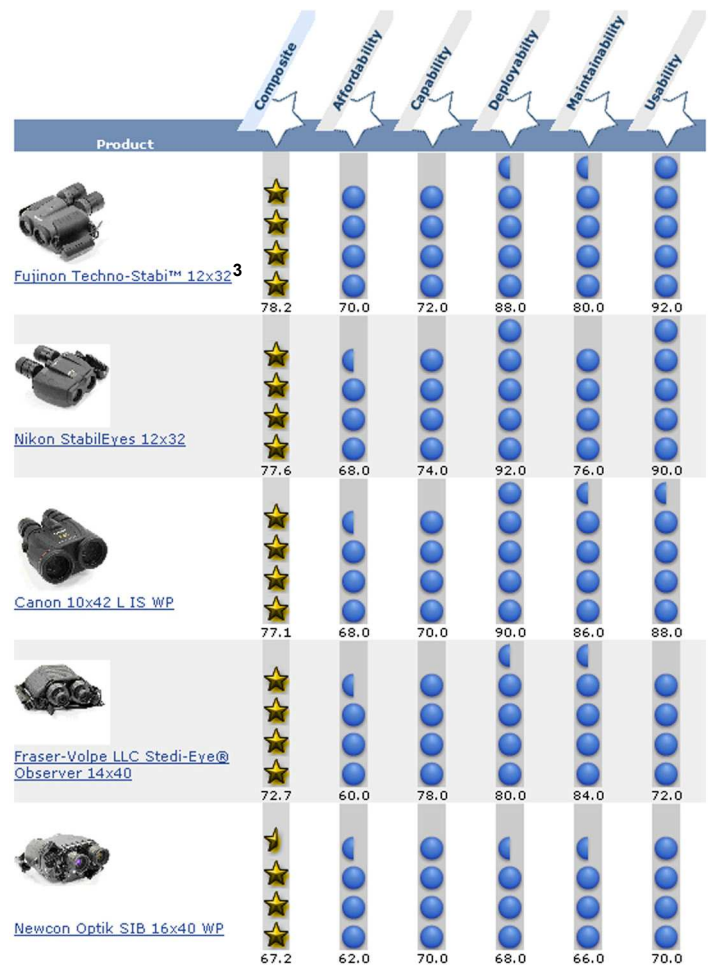 Composite
Affordability
Capability
Deployabilty
Maintainability
Usability
Product
Fujinon Techno-Stabi™ 12x32 3
78.2 70.0 72.0 88.0 80.0 92.0
Nikon StabilEyes 12x32
77.6 68.0 74.0 92.0 76.0 90.0
Canon 10x42 L IS WP
77.1 68.0 70.0 90.0 86.0 88.0
Fraser-Volpe LLC Stedi-Eye®
Observer 14x40
72.7 60.0 78.0 80.0 84.0 72.0
Newcon Optik SIB 16x40 WP
67.2 62.0 70.0 68.0 66.0 70.0